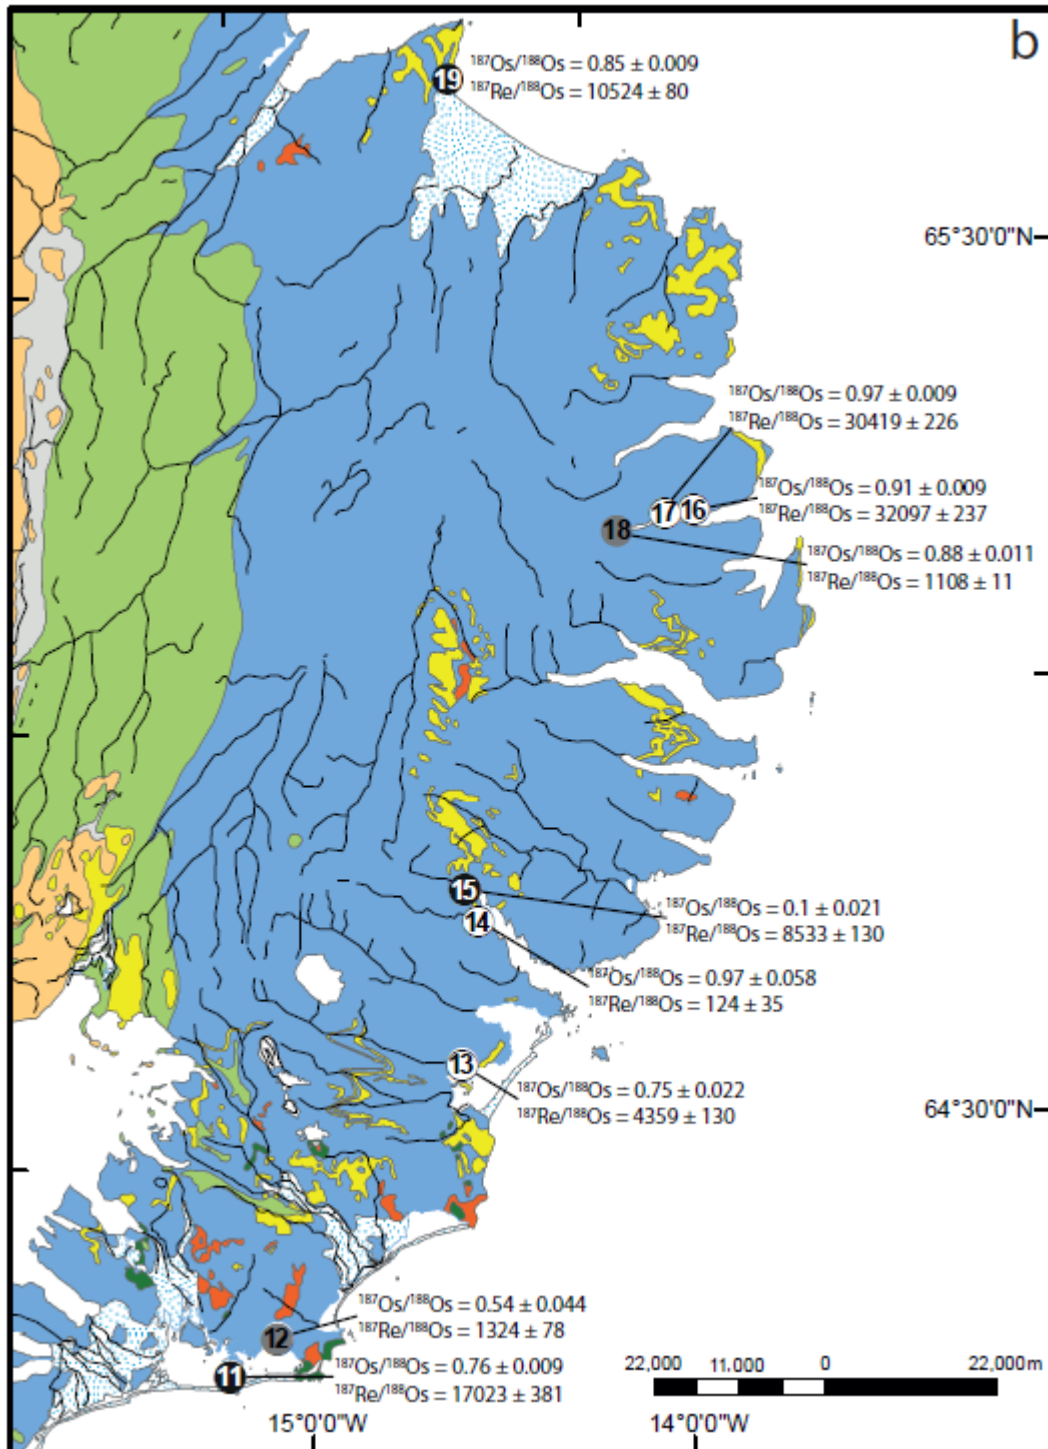 b
19
¹⁸⁷Os/¹⁸⁸Os = 0.85 ± 0.009
¹⁸⁷Re/¹⁸⁸Os = 10524 ± 80
65°30'0"N
¹⁸⁷Os/¹⁸⁸Os = 0.97 ± 0.009
¹⁸⁷Re/¹⁸⁸Os = 30419 ± 226
17
16
¹⁸⁷Os/¹⁸⁸Os = 0.91 ± 0.009
¹⁸⁷Re/¹⁸⁸Os = 32097 ± 237
18
¹⁸⁷Os/¹⁸⁸Os = 0.88 ± 0.011
¹⁸⁷Re/¹⁸⁸Os = 1108 ± 11
15
¹⁸⁷Os/¹⁸⁸Os = 0.1 ± 0.021
¹⁸⁷Re/¹⁸⁸Os = 8533 ± 130
14
¹⁸⁷Os/¹⁸⁸Os = 0.97 ± 0.058
¹⁸⁷Re/¹⁸⁸Os = 124 ± 35
13
¹⁸⁷Os/¹⁸⁸Os = 0.75 ± 0.022
¹⁸⁷Re/¹⁸⁸Os = 4359 ± 130
64°30'0"N
12
¹⁸⁷Os/¹⁸⁸Os = 0.54 ± 0.044
¹⁸⁷Re/¹⁸⁸Os = 1324 ± 78
11
¹⁸⁷Os/¹⁸⁸Os = 0.76 ± 0.009
¹⁸⁷Re/¹⁸⁸Os = 17023 ± 381
22,000 11.000 0 22,000m
15°0'0"W
14°0'0"W